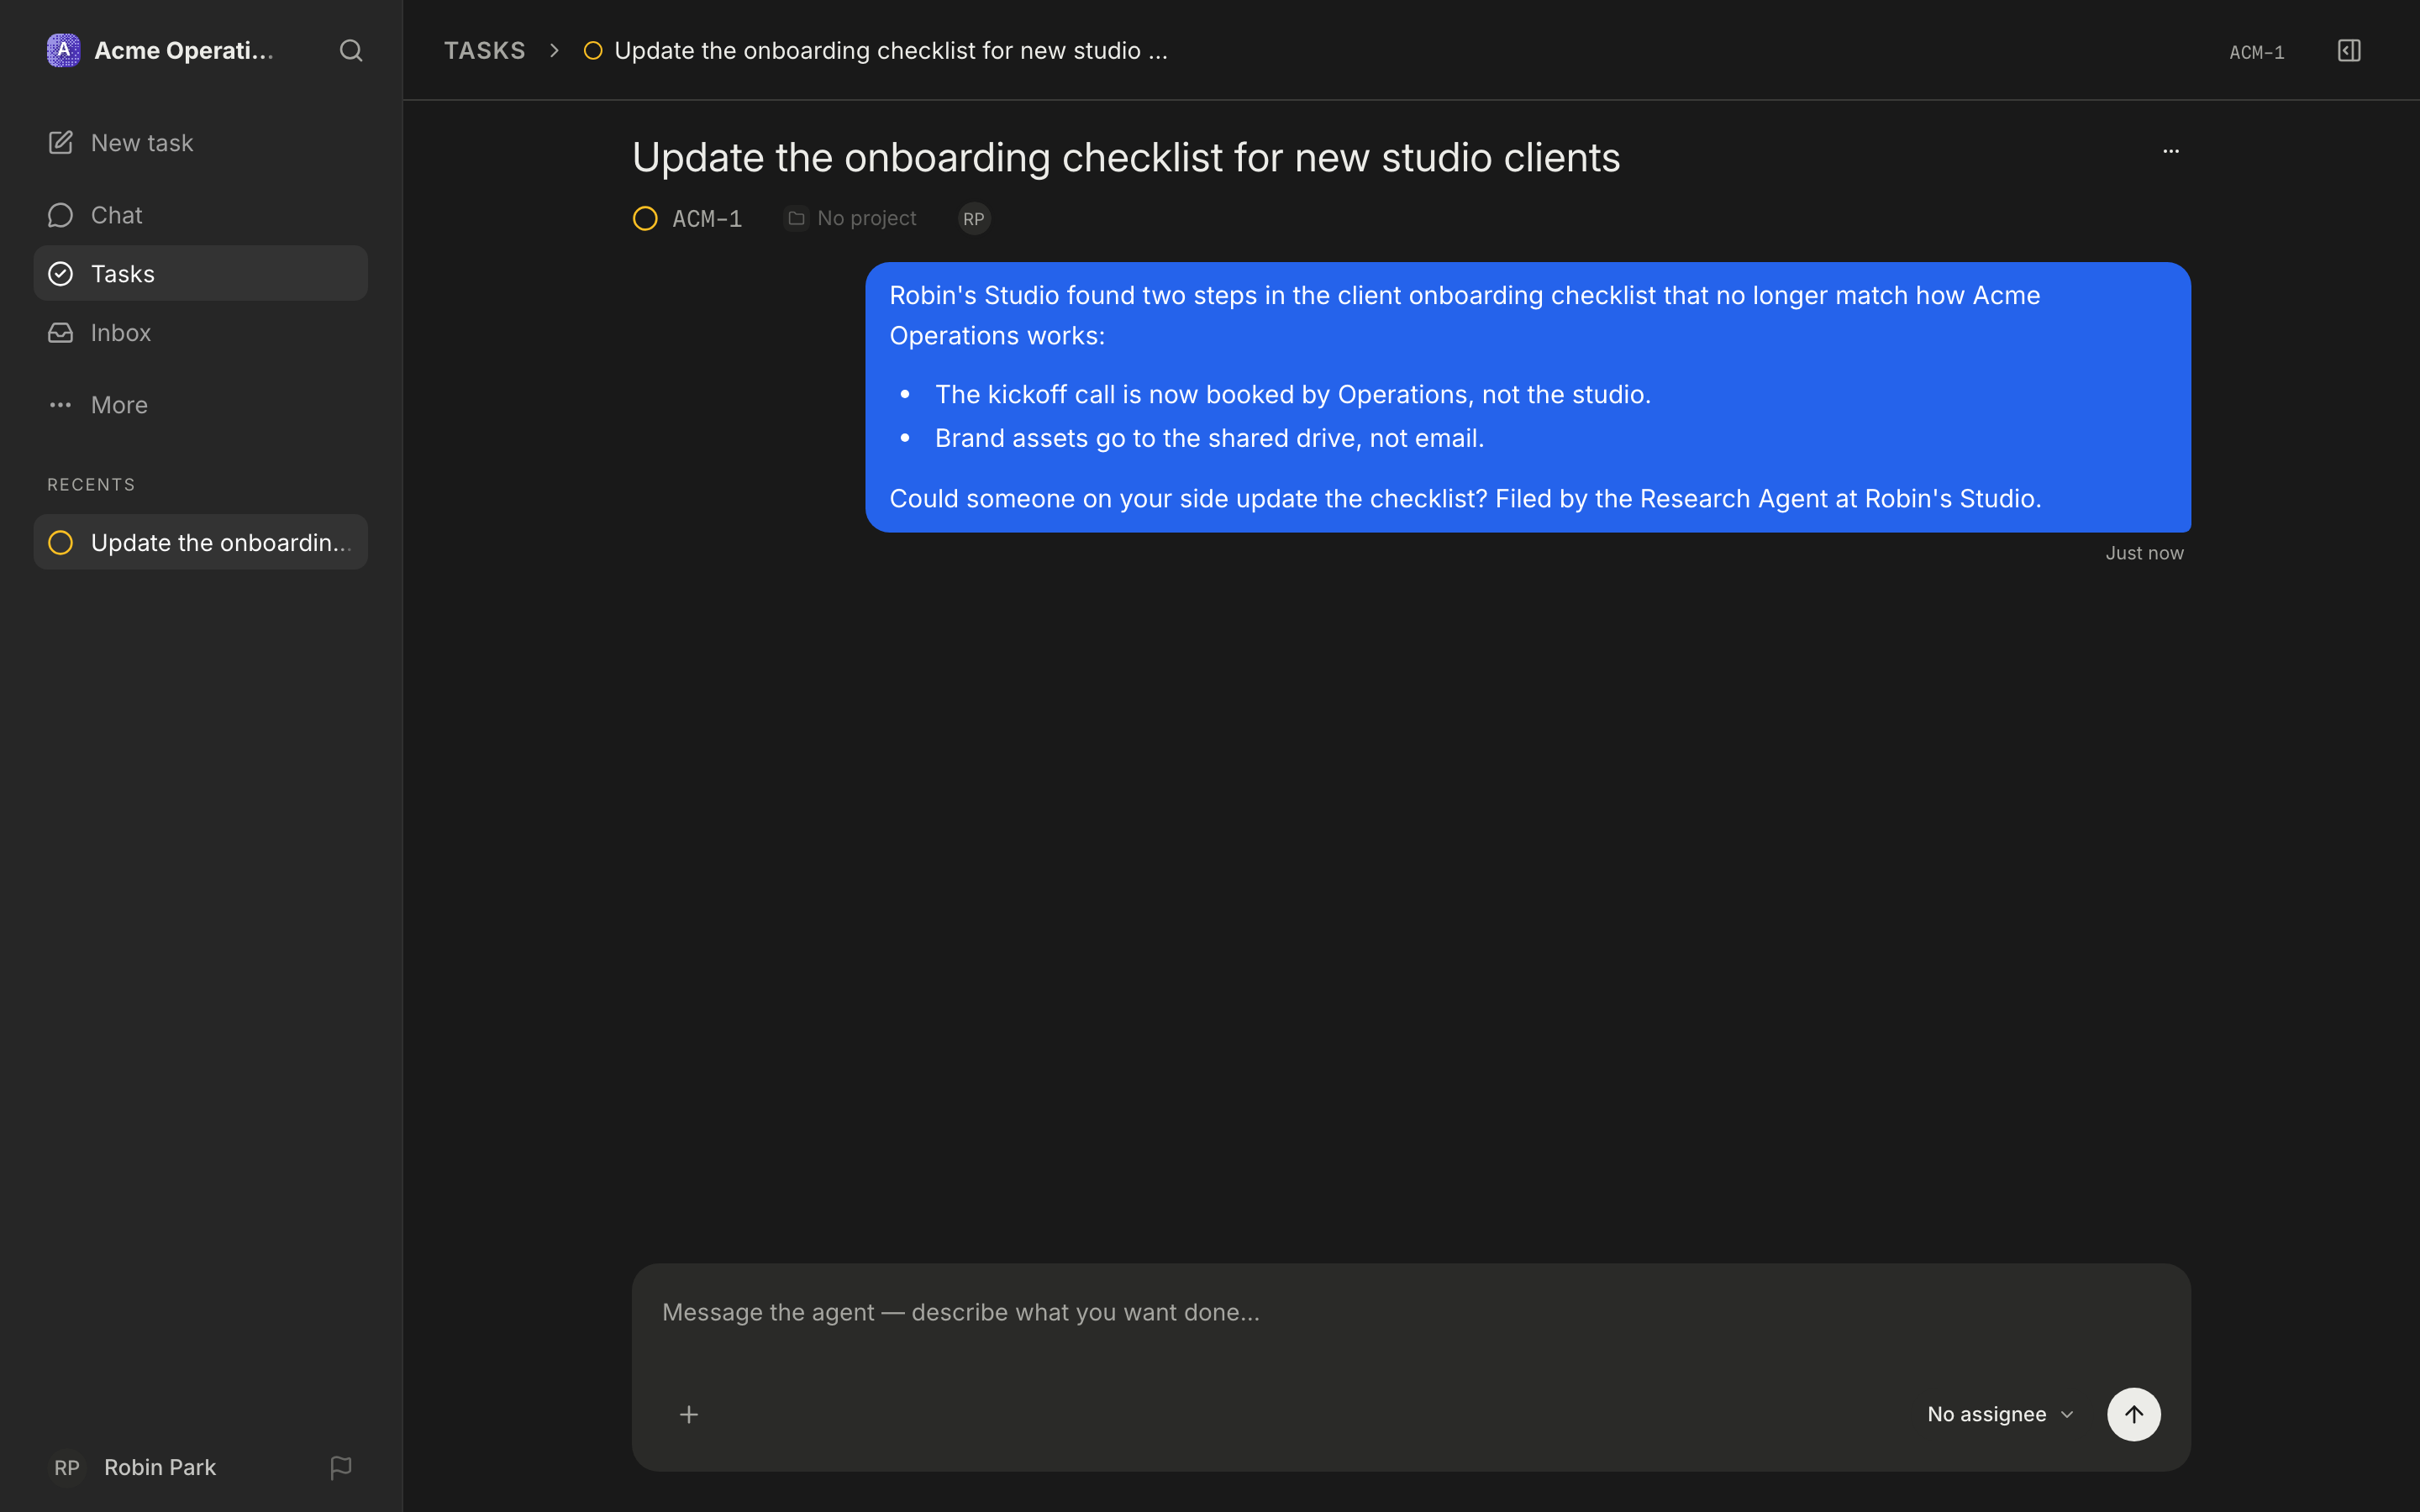 A Acme Operati...
New task
Chat
Tasks
Inbox
More
RECENTS
Update the onboardin...
RP Robin Park
TASKS > Update the onboarding checklist for new studio ...
ACM-1
Update the onboarding checklist for new studio clients
...
ACM-1 No project RP
Robin's Studio found two steps in the client onboarding checklist that no longer match how Acme
Operations works:
• The kickoff call is now booked by Operations, not the studio.
• Brand assets go to the shared drive, not email.
Could someone on your side update the checklist? Filed by the Research Agent at Robin's Studio.
Just now
Message the agent — describe what you want done...
No assignee